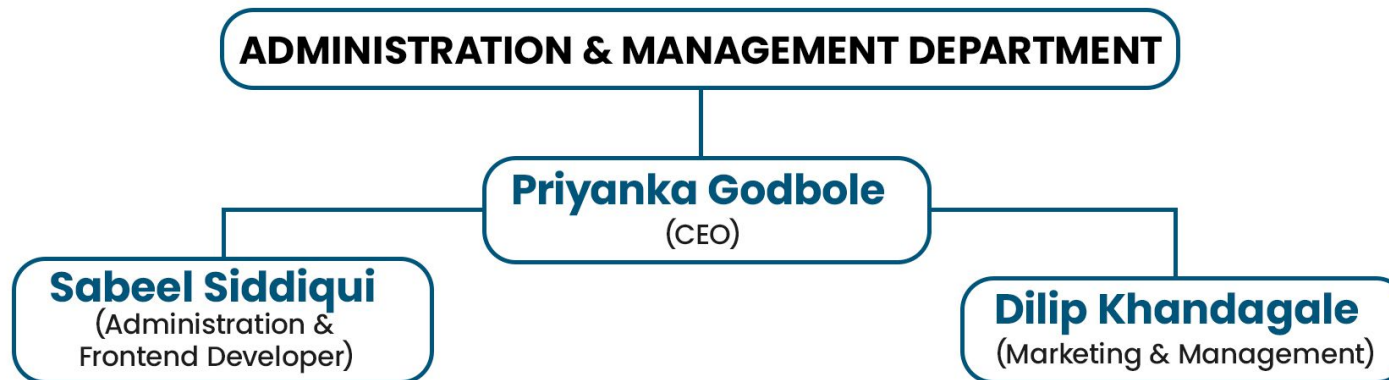 ADMINISTRATION & MANAGEMENT DEPARTMENT
Priyanka Godbole
(CEO)
Sabeel Siddiqui
(Administration &
Frontend Developer)
Dilip Khandagale
(Marketing & Management)